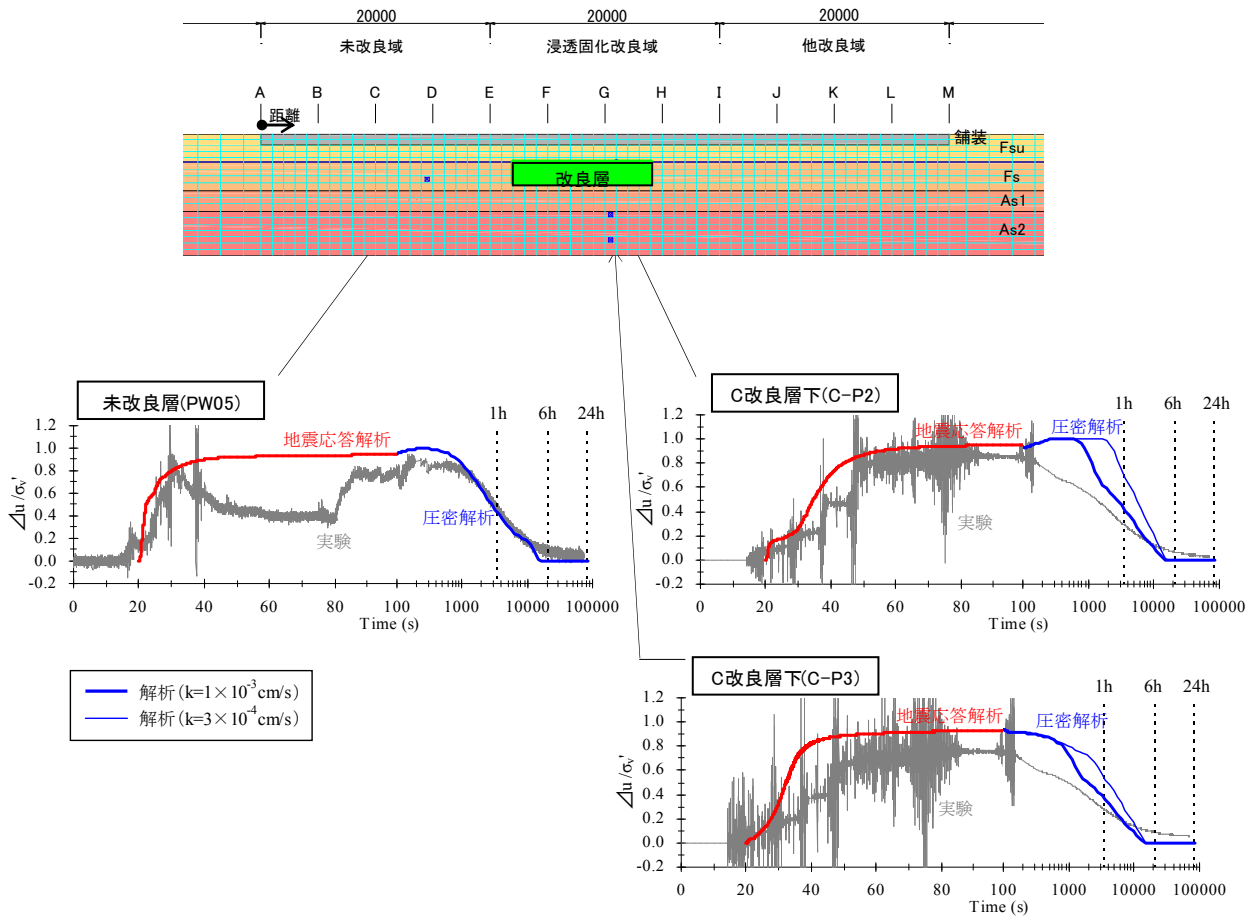 20000 20000 20000
未改良域 浸透固化改良域 他改良域
A B C D E F G H I J K L M
距離
舗装
Fsu
改良層
Fs
As1
As2
未改良層(PW05)
1h 6h 24h
1.2
1.0
0.8
0.6
0.4
0.2
0.0
-0.2
⊿u/σv'
地震応答解析
圧密解析
実験
0 20 40 60 80 100 1000 10000 100000
Time (s)
C改良層下(C-P2)
1h 6h 24h
1.2
1.0
0.8
0.6
0.4
0.2
0.0
-0.2
⊿u/σv'
地震応答解析
圧密解析
実験
0 20 40 60 80 100 1000 10000 100000
Time (s)
解析(k=1×10-3cm/s)
解析(k=3×10-4cm/s)
C改良層下(C-P3)
1h 6h 24h
1.2
1.0
0.8
0.6
0.4
0.2
0.0
-0.2
⊿u/σv'
地震応答解析
圧密解析
実験
0 20 40 60 80 100 1000 10000 100000
Time (s)